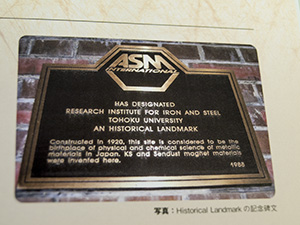 ASM
INTERNATIONAL
HAS DESIGNATED
RESEARCH INSTITUTE FOR IRON AND STEEL
TOHOKU UNIVERSITY
AN HISTORICAL LANDMARK
Constructed in 1920, this site is considered to be the
birthplace of physical and chemical science of metallic
materials in Japan. KS and Sendust magnet materials
were invented here.
1988
写真：Historical Landmark の記念碑文